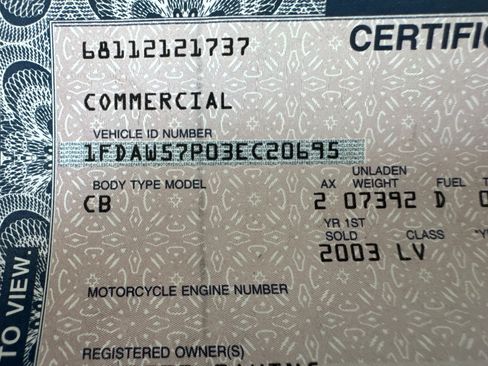 68112121737
CERTIFIC
COMMERCIAL
VEHICLE ID NUMBER
1FDAW57P03EC20695
BODY TYPE MODEL
AX UNLADEN WEIGHT FUEL T
CB
2 07392 D 0
YR 1ST SOLD CLASS *Y
2003 LV
MOTORCYCLE ENGINE NUMBER
TO VIEW.
REGISTERED OWNER(S)